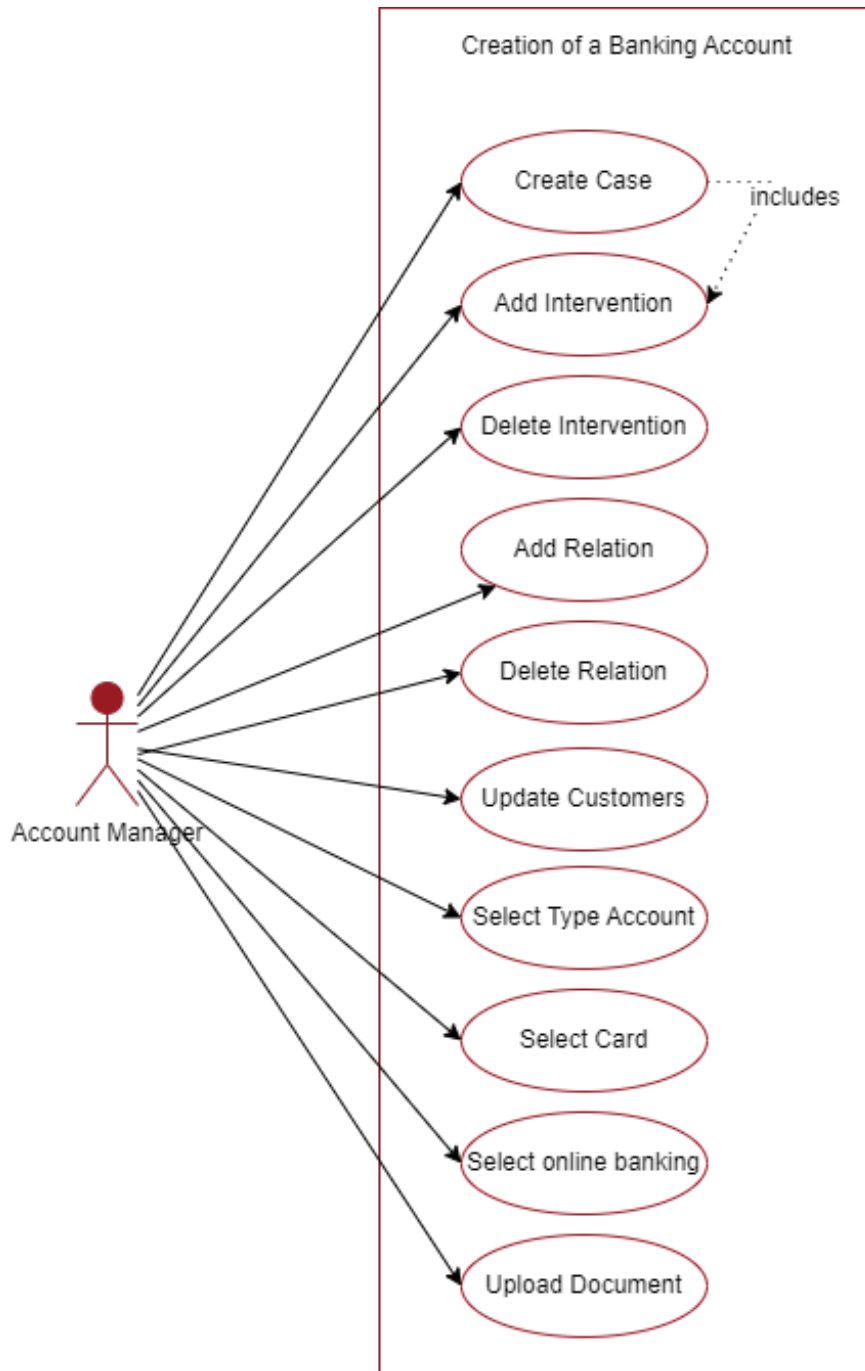 Creation of a Banking Account
Create Case
includes
Add Intervention
Delete Intervention
Add Relation
Delete Relation
Update Customers
Account Manager
Select Type Account
Select Card
Select online banking
Upload Document